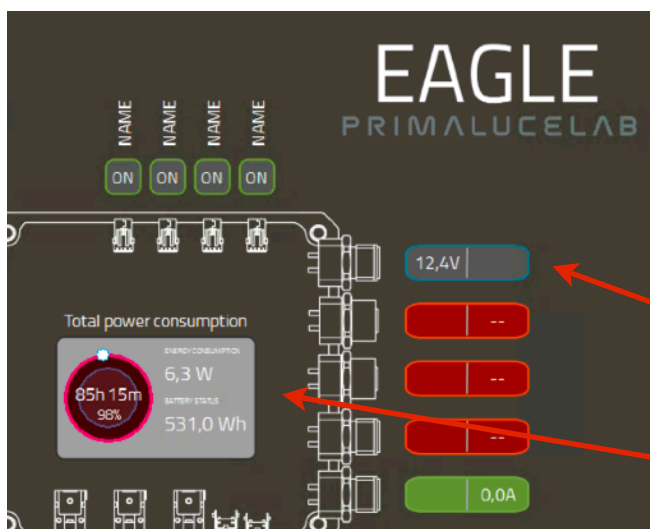 EAGLE
PRIMALUCELAB
NAME NAME NAME NAME
ON ON ON ON
12,4V
--
Total power consumption
ENERGY CONSUMPTION
6,3 W
85h 15m
98%
BATTERY STATUS
531,0 Wh
--
--
0,0A